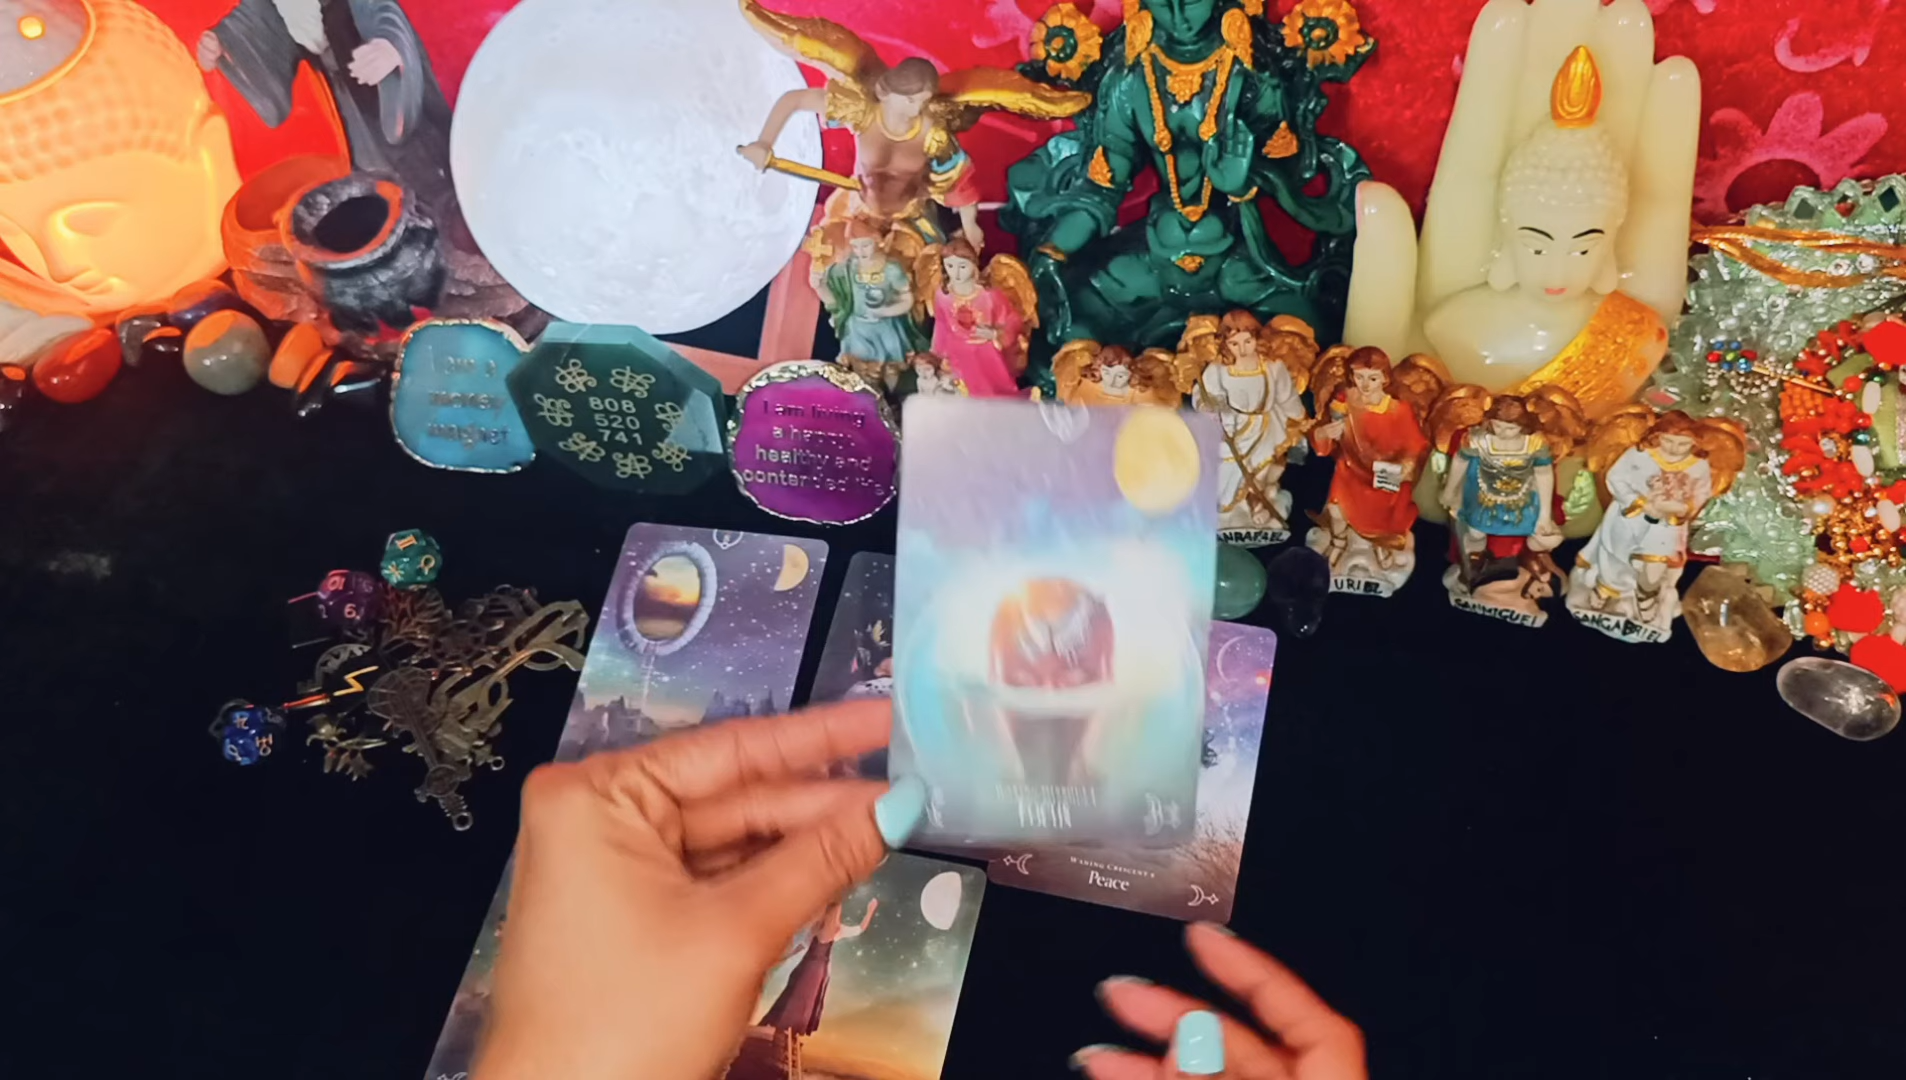 I am a
money
magnet
808
520
741
I am living
a happy
healthy and
contented life
SANRAFAEL
URIEL
SANMIGUEL
SANGABRIEL
WANING CRESCENT
Peace